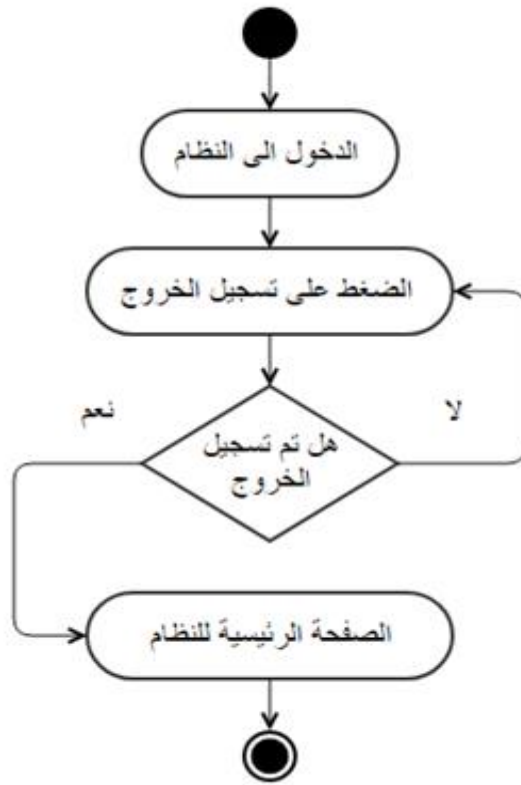 الدخول الى النظام
الضغط على تسجيل الخروج
نعم
لا
هل تم تسجيل
الخروج
الصفحة الرئيسية للنظام